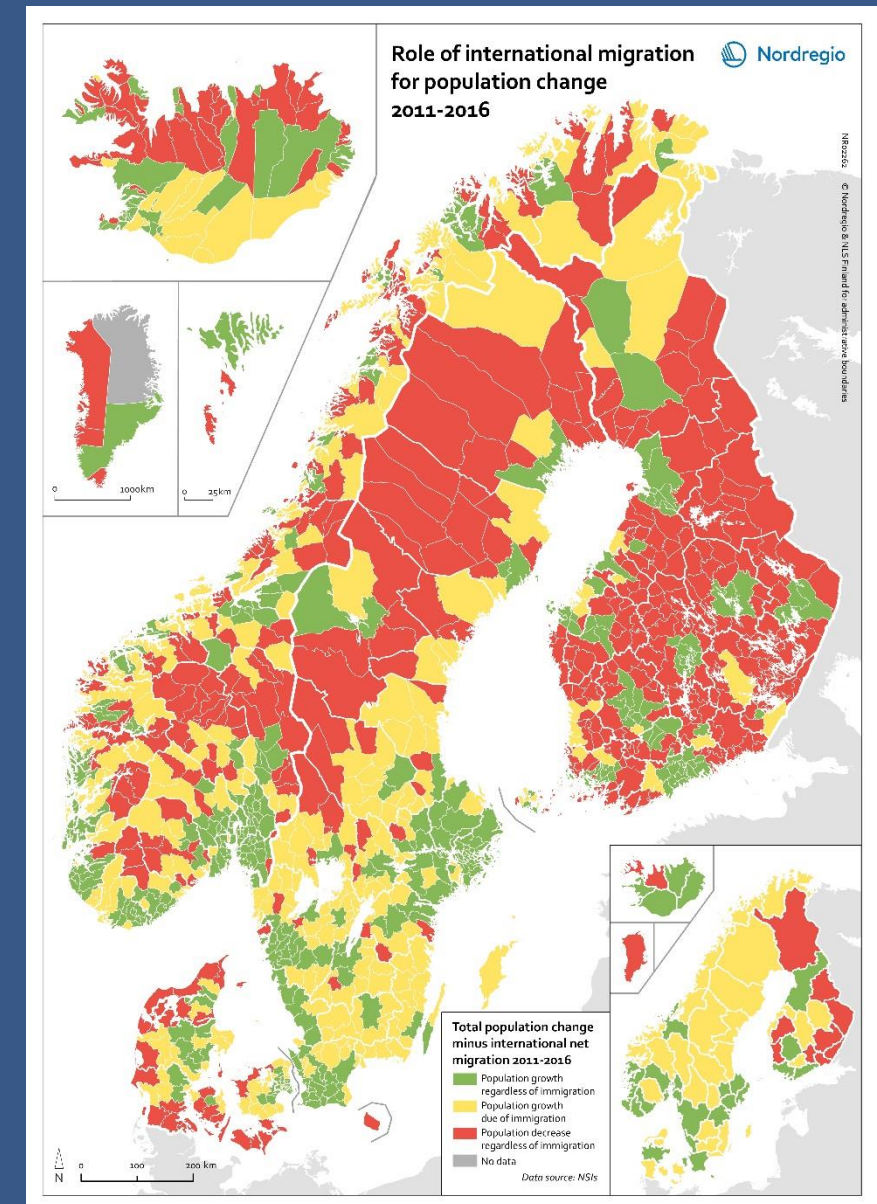 Role of international migration
for population change
2011-2016
Nordregio
NR02262 © Nordregio & NLS Finland for administrative boundaries
0 1000km
0 25km
Total population change
minus international net
migration 2011-2016
Population growth
regardless of immigration
Population growth
due of immigration
Population decrease
regardless of immigration
No data
Data source: NSIs
N
0 100 200 km